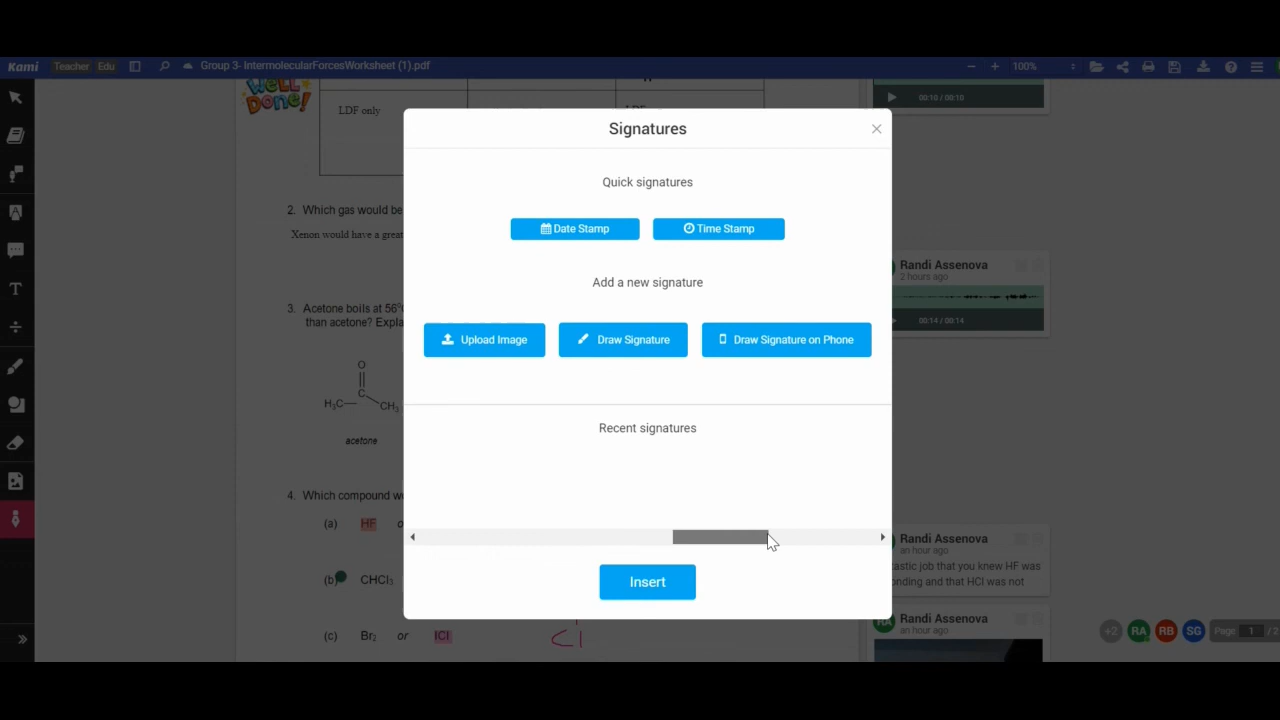 Kami Teacher Edu Group 3- IntermolecularForcesWorksheet (1).pdf 100%
WELL DONE!
LDF only
2. Which gas would be
Xenon would have a great
3. Acetone boils at 56°
than acetone? Expla
O
H₃C CH₃
acetone
4. Which compound w
(a) HF o
(b) CHCl₃
(c) Br₂ or ICl
Signatures
Quick signatures
Date Stamp Time Stamp
Add a new signature
Upload Image Draw Signature Draw Signature on Phone
Recent signatures
Insert
00:10 / 00:10
Randi Assenova
2 hours ago
00:14 / 00:14
Randi Assenova
an hour ago
tastic job that you knew HF was
onding and that HCl was not
Randi Assenova
an hour ago
+2 RA RB SG Page 1 / 2